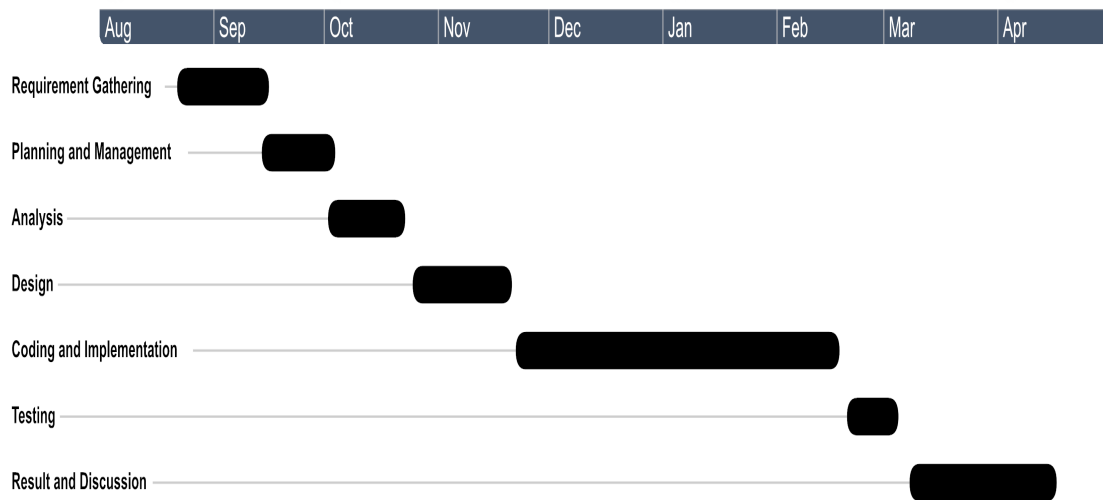 Aug Sep Oct Nov Dec Jan Feb Mar Apr
Requirement Gathering
Planning and Management
Analysis
Design
Coding and Implementation
Testing
Result and Discussion